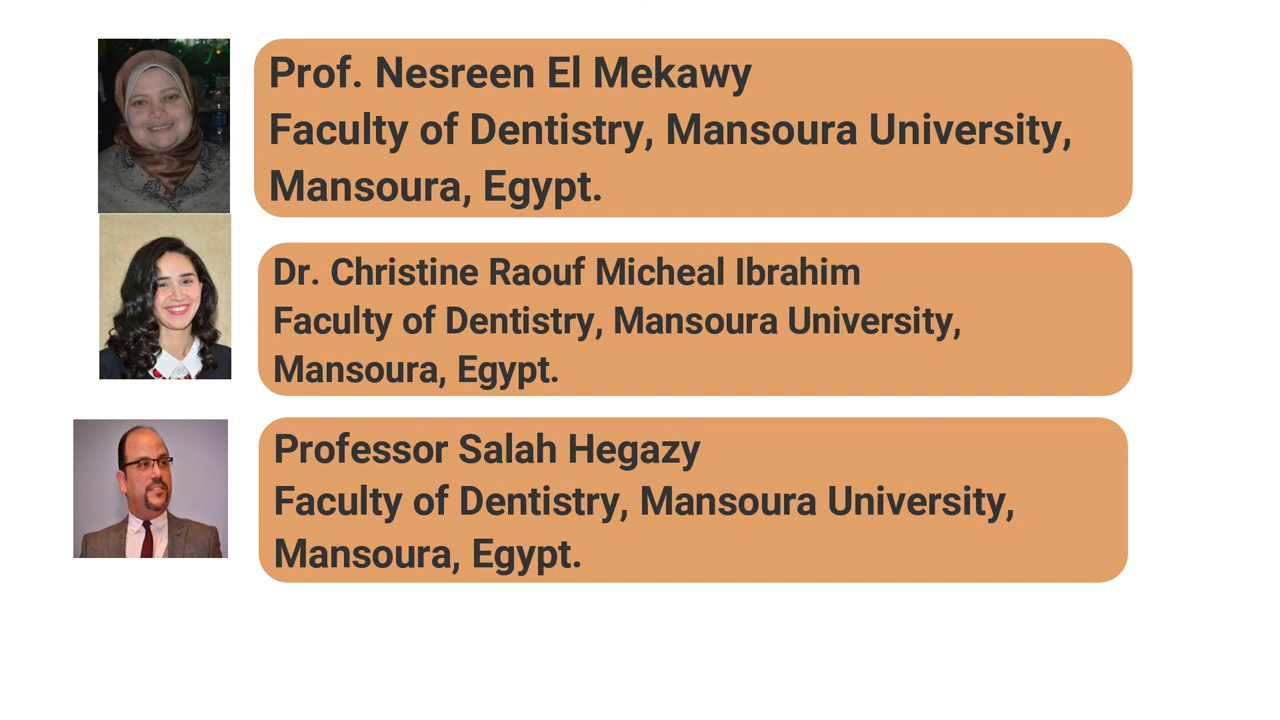 Prof. Nesreen El Mekawy
Faculty of Dentistry, Mansoura University,
Mansoura, Egypt.
Dr. Christine Raouf Micheal Ibrahim
Faculty of Dentistry, Mansoura University,
Mansoura, Egypt.
Professor Salah Hegazy
Faculty of Dentistry, Mansoura University,
Mansoura, Egypt.